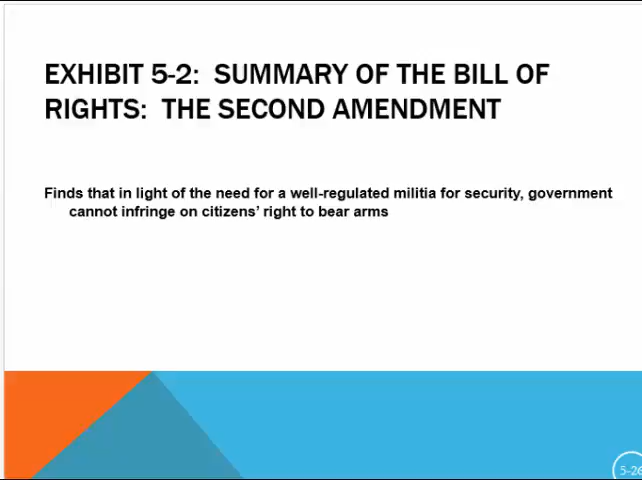 EXHIBIT 5-2:  SUMMARY OF THE BILL OF
RIGHTS:  THE SECOND AMENDMENT
Finds that in light of the need for a well-regulated militia for security, government
cannot infringe on citizens’ right to bear arms
5-26